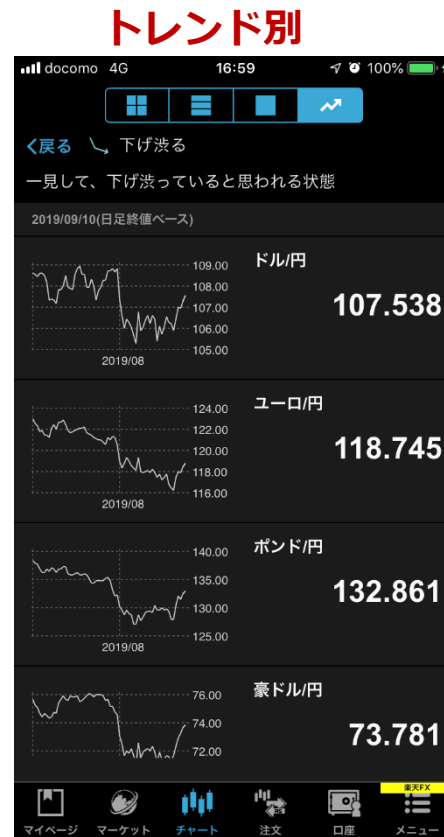 トレンド別
docomo 4G 16:59 100%
戻る 下げ渋る
一見して、下げ渋っていると思われる状態
2019/09/10(日足終値ベース)
ドル/円
107.538
109.00
108.00
107.00
106.00
105.00
2019/08
ユーロ/円
118.745
124.00
122.00
120.00
118.00
116.00
2019/08
ポンド/円
132.861
140.00
135.00
130.00
125.00
2019/08
豪ドル/円
73.781
76.00
74.00
72.00
楽天FX
マイページ マーケット チャート 注文 口座 メニュー